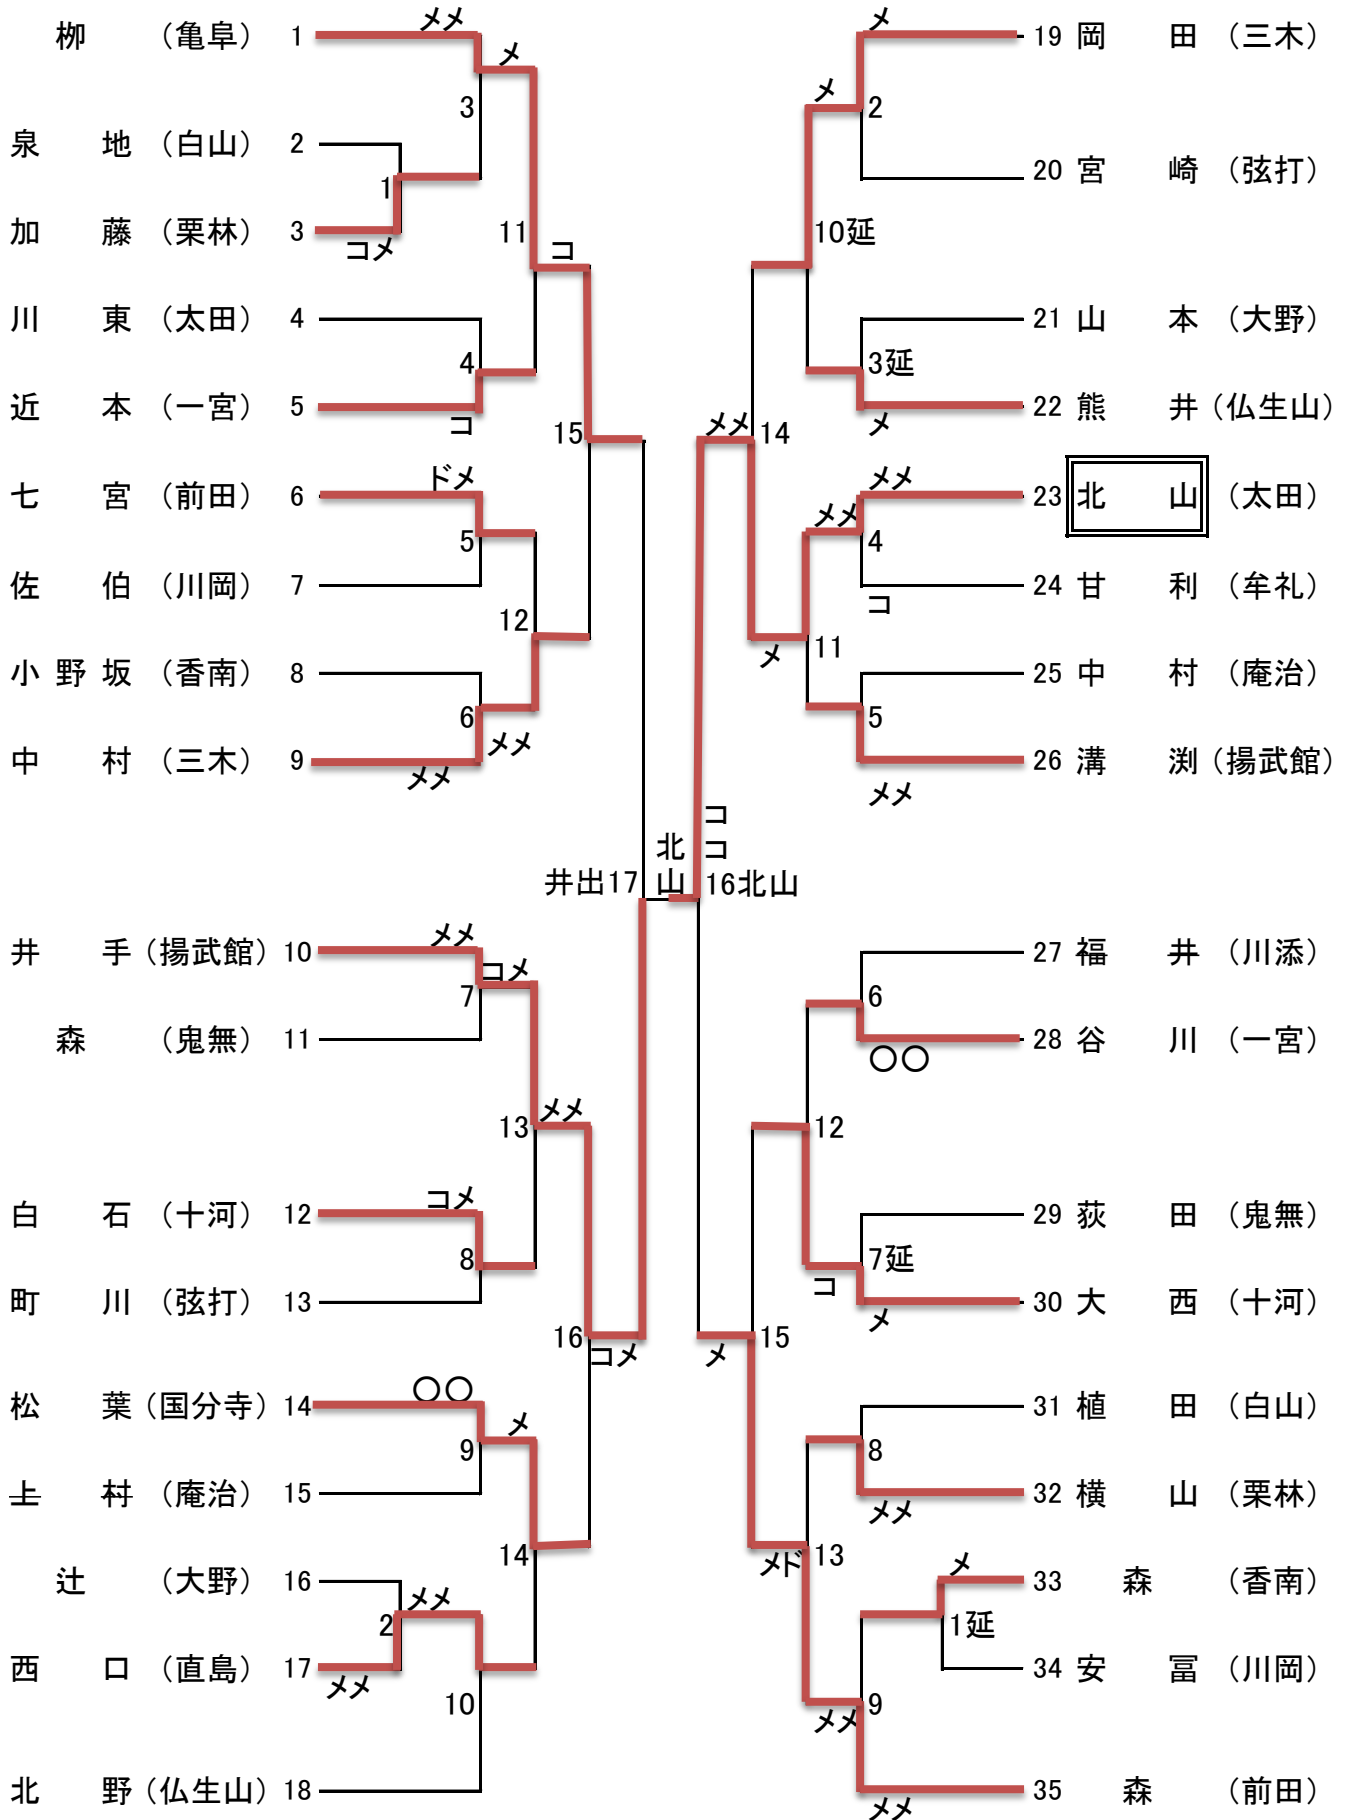 栁 （亀阜） 1
メメ
メ
3
泉 地 （白山） 2
1
加 藤 （栗林） 3
コメ
11
コ
川 東 （太田） 4
4
近 本 （一宮） 5
コ
15
七 宮 （前田） 6
ドメ
5
佐 伯 （川岡） 7
12
小 野 坂 （香南） 8
6
中 村 （三木） 9
メメ
メメ
井出17
北山
井 手 （揚武館） 10
メメ
コメ
7
森 （鬼無） 11
13
メメ
白 石 （十河） 12
コメ
8
町 川 （弦打） 13
16
コメ
松 葉 （国分寺） 14
〇〇
メ
9
上 村 （庵治） 15
14
辻 （大野） 16
メメ
2
西 口 （直島） 17
メメ
10
北 野 （仏生山） 18
メ
19 岡 田 （三木）
メ
2
20 宮 崎 （弦打）
10延
21 山 本 （大野）
3延
22 熊 井 （仏生山）
メ
メメ
14
メメ
23 北 山 （太田）
メメ
4
24 甘 利 （牟礼）
コ
メ
11
25 中 村 （庵治）
5
26 溝 渕 （揚武館）
メメ
コ
コ
16北山
27 福 井 （川添）
6
28 谷 川 （一宮）
〇〇
12
29 荻 田 （鬼無）
7延
コ
30 大 西 （十河）
メ
メ
15
31 植 田 （白山）
8
32 横 山 （栗林）
メメ
メド
13
メ
33 森 （香南）
1延
34 安 冨 （川岡）
9
メメ
35 森 （前田）
メメ